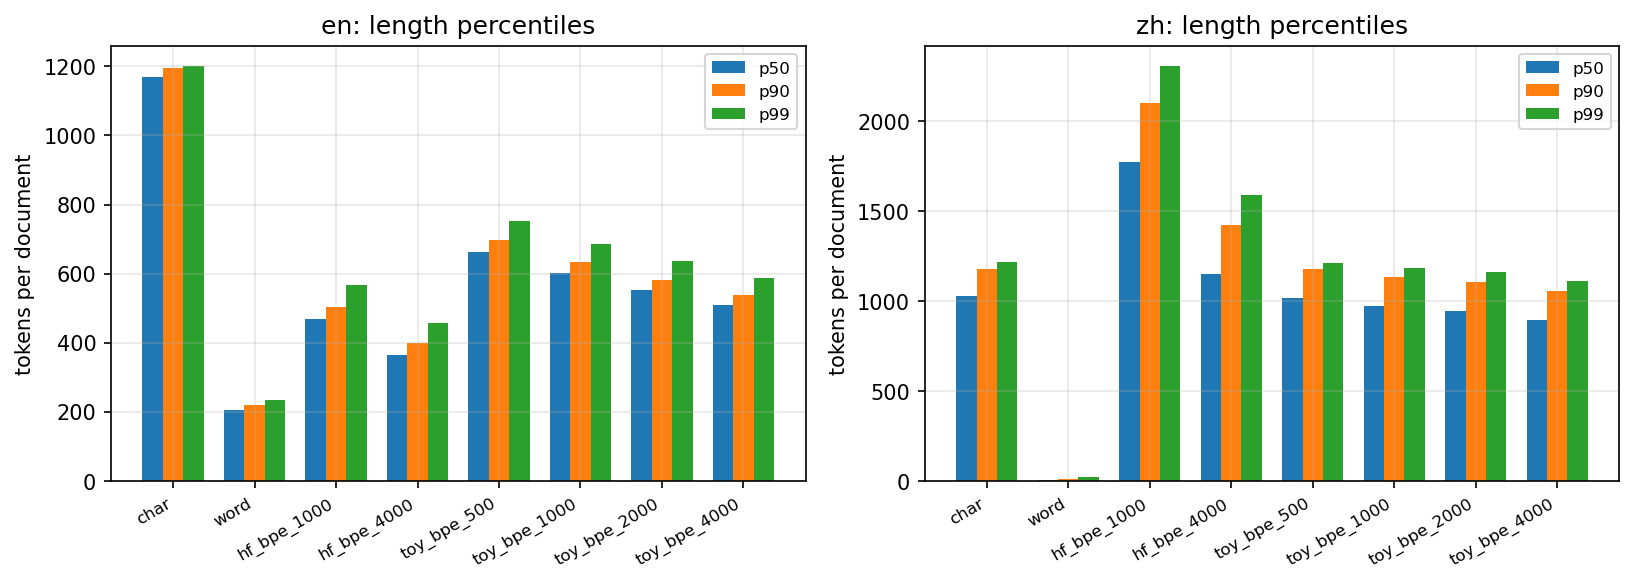 en: length percentiles
tokens per document
1200
1000
800
600
400
200
0
p50
p90
p99
char
word
hf_bpe_1000
hf_bpe_4000
toy_bpe_500
toy_bpe_1000
toy_bpe_2000
toy_bpe_4000
zh: length percentiles
tokens per document
2000
1500
1000
500
0
p50
p90
p99
char
word
hf_bpe_1000
hf_bpe_4000
toy_bpe_500
toy_bpe_1000
toy_bpe_2000
toy_bpe_4000